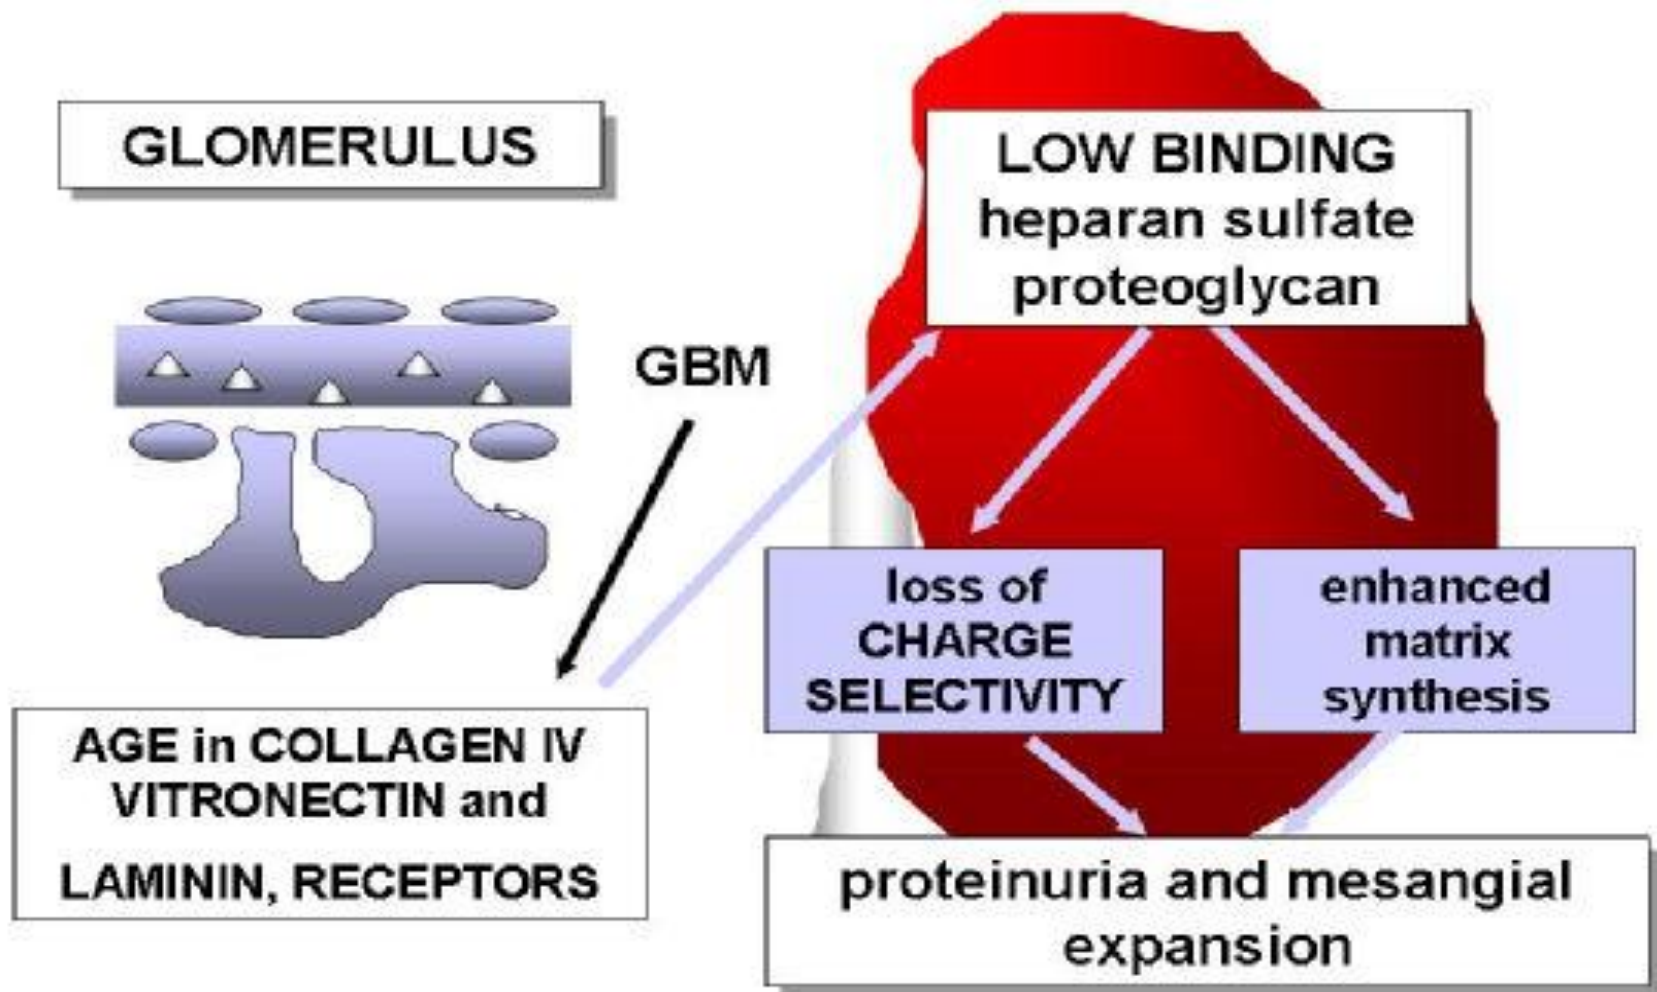 GLOMERULUS
GBM
AGE in COLLAGEN IV
VITRONECTIN and
LAMININ, RECEPTORS
LOW BINDING
heparan sulfate
proteoglycan
loss of
CHARGE
SELECTIVITY
enhanced
matrix
synthesis
proteinuria and mesangial
expansion